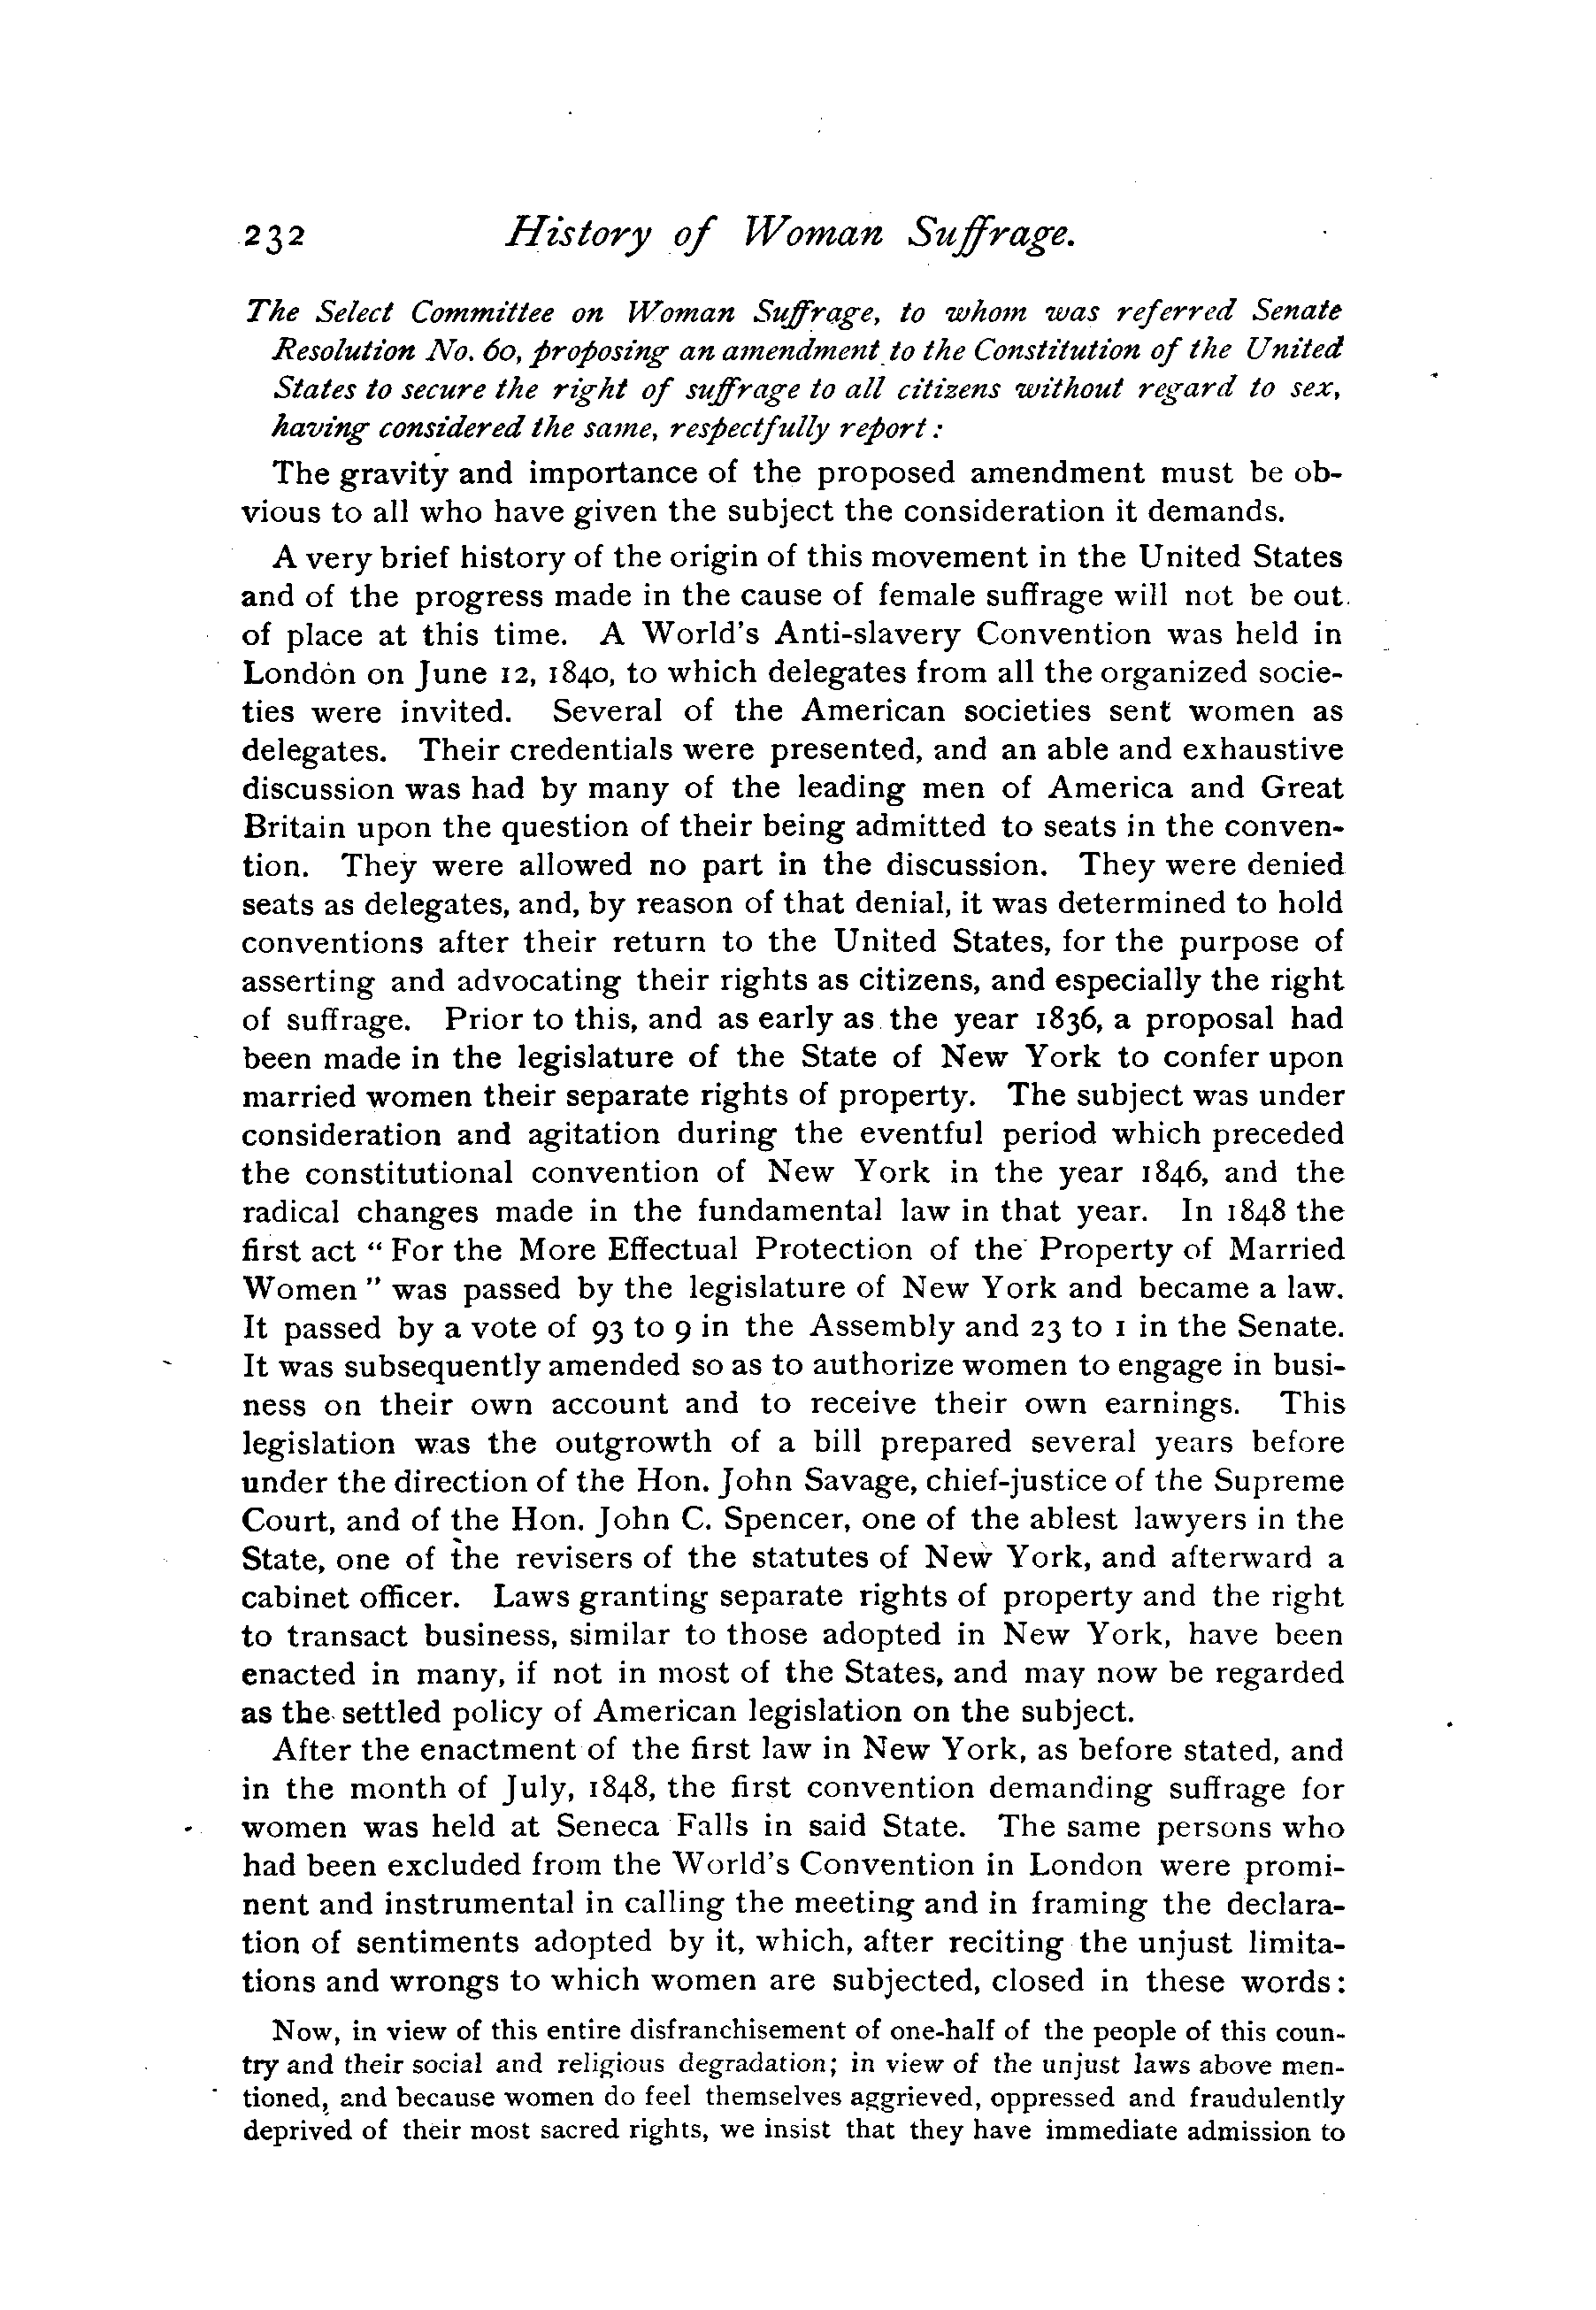 232 History of Woman Suffrage.
The Select Committee on Woman Suffrage, to whom was referred Senate
Resolution No. 60, proposing an amendment to the Constitution of the United
States to secure the right of suffrage to all citizens without regard to sex,
having considered the same, respectfully report:
The gravity and importance of the proposed amendment must be ob-
vious to all who have given the subject the consideration it demands.
A very brief history of the origin of this movement in the United States
and of the progress made in the cause of female suffrage will not be out
of place at this time. A World's Anti-slavery Convention was held in
London on June 12, 1840, to which delegates from all the organized socie-
ties were invited. Several of the American societies sent women as
delegates. Their credentials were presented, and an able and exhaustive
discussion was had by many of the leading men of America and Great
Britain upon the question of their being admitted to seats in the conven-
tion. They were allowed no part in the discussion. They were denied
seats as delegates, and, by reason of that denial, it was determined to hold
conventions after their return to the United States, for the purpose of
asserting and advocating their rights as citizens, and especially the right
of suffrage. Prior to this, and as early as the year 1836, a proposal had
been made in the legislature of the State of New York to confer upon
married women their separate rights of property. The subject was under
consideration and agitation during the eventful period which preceded
the constitutional convention of New York in the year 1846, and the
radical changes made in the fundamental law in that year. In 1848 the
first act "For the More Effectual Protection of the Property of Married
Women" was passed by the legislature of New York and became a law.
It passed by a vote of 93 to 9 in the Assembly and 23 to 1 in the Senate.
It was subsequently amended so as to authorize women to engage in busi-
ness on their own account and to receive their own earnings. This
legislation was the outgrowth of a bill prepared several years before
under the direction of the Hon. John Savage, chief-justice of the Supreme
Court, and of the Hon. John C. Spencer, one of the ablest lawyers in the
State, one of the revisers of the statutes of New York, and afterward a
cabinet officer. Laws granting separate rights of property and the right
to transact business, similar to those adopted in New York, have been
enacted in many, if not in most of the States, and may now be regarded
as the settled policy of American legislation on the subject.
After the enactment of the first law in New York, as before stated, and
in the month of July, 1848, the first convention demanding suffrage for
women was held at Seneca Falls in said State. The same persons who
had been excluded from the World's Convention in London were promi-
nent and instrumental in calling the meeting and in framing the declara-
tion of sentiments adopted by it, which, after reciting the unjust limita-
tions and wrongs to which women are subjected, closed in these words:
Now, in view of this entire disfranchisement of one-half of the people of this coun-
try and their social and religious degradation; in view of the unjust laws above men-
tioned, and because women do feel themselves aggrieved, oppressed and fraudulently
deprived of their most sacred rights, we insist that they have immediate admission to